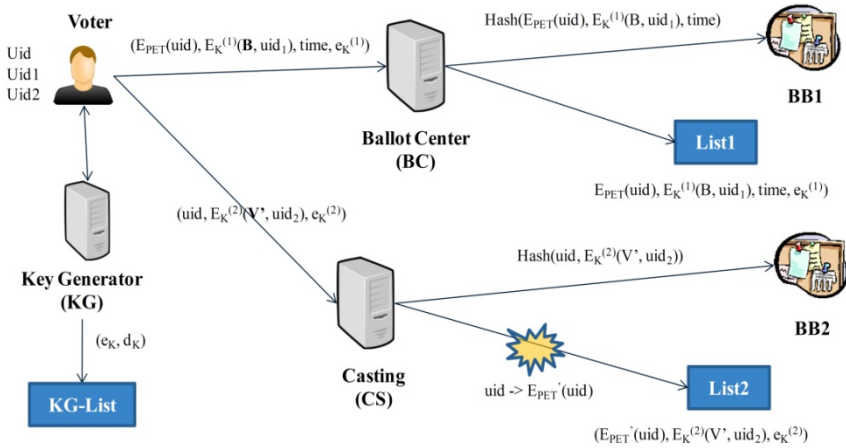 Voter
Uid
Uid1
Uid2
(E_PET(uid), E_K^(1)(B, uid_1), time, e_K^(1))
Hash(E_PET(uid), E_K^(1)(B, uid_1), time)
BB1
Ballot Center
(BC)
List1
E_PET(uid), E_K^(1)(B, uid_1), time, e_K^(1))
(uid, E_K^(2)(V’, uid_2), e_K^(2))
Key Generator
(KG)
(e_K, d_K)
KG-List
Hash(uid, E_K^(2)(V’, uid_2))
BB2
Casting
(CS)
uid -> E_PET’(uid)
List2
(E_PET’(uid), E_K^(2)(V’, uid_2), e_K^(2))